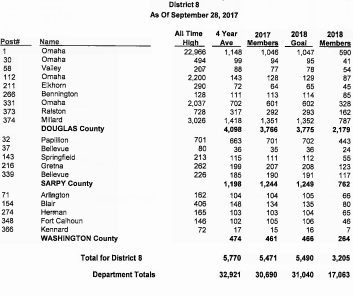 District 8
As Of September 28, 2017
All Time 4 Year 2017 2018 2018
Post# Name High Ave Members Goal Members
1 Omaha 22,966 1,148 1,046 1,047 590
30 Omaha 494 99 94 95 41
58 Valley 267 88 77 78 54
112 Omaha 2,200 143 128 129 87
211 Elkhorn 290 72 64 65 45
266 Bennington 128 111 113 114 85
331 Omaha 2,037 702 601 602 328
373 Ralston 728 317 292 293 162
374 Millard 3,026 1,418 1,351 1,352 787
DOUGLAS County 4,098 3,766 3,775 2,179
32 Papillion 701 663 701 702 443
37 Bellevue 80 36 35 36 24
143 Springfield 213 115 111 112 55
216 Gretna 262 199 207 208 123
339 Bellevue 226 185 190 191 117
SARPY County 1,198 1,244 1,249 762
71 Arlington 162 104 104 105 66
154 Blair 406 148 134 135 80
274 Herman 165 103 103 104 65
348 Fort Calhoun 146 102 105 106 46
366 Kennard 72 17 15 16 7
WASHINGTON County 474 461 466 264
Total for District 8 5,770 5,471 5,490 3,205
Department Totals 32,921 30,690 31,040 17,063